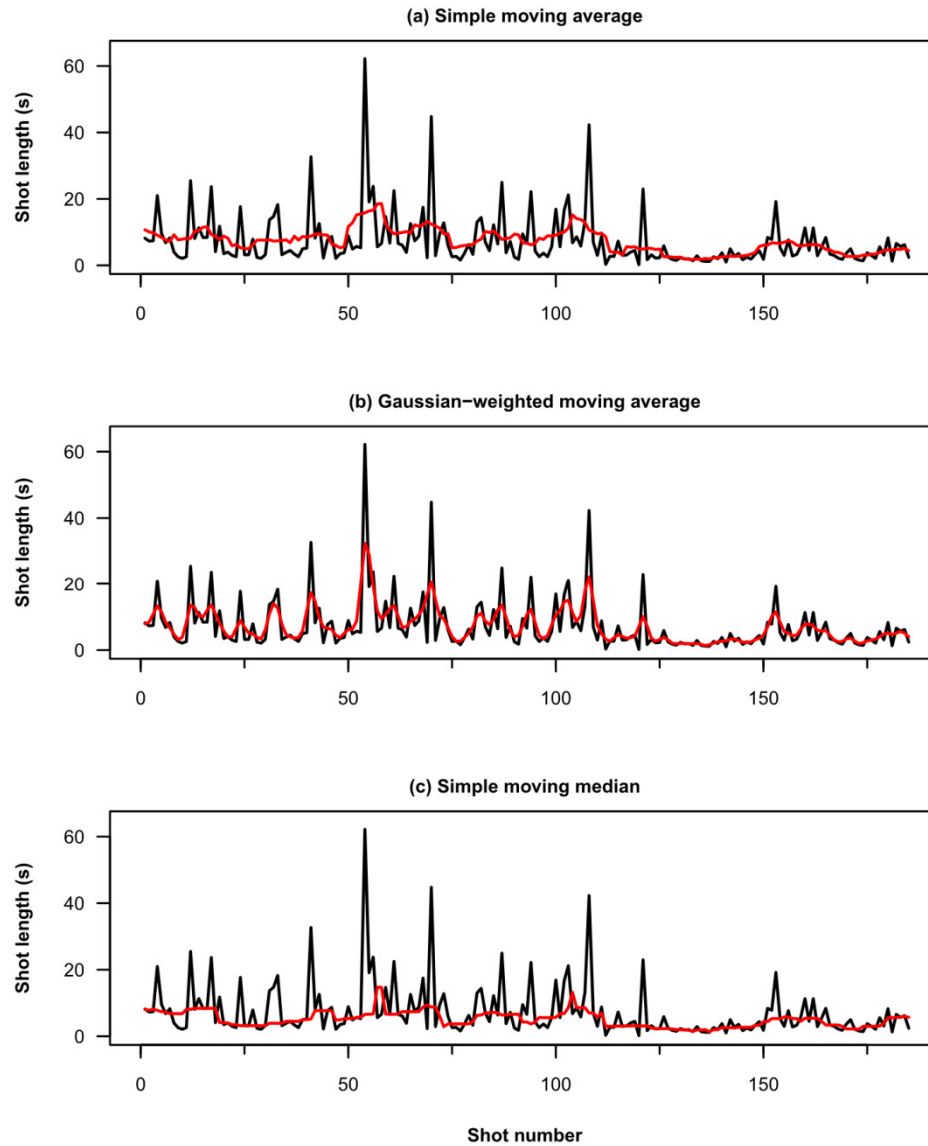 (a) Simple moving average
Shot length (s)
60
40
20
0
0 50 100 150
(b) Gaussian−weighted moving average
Shot length (s)
60
40
20
0
0 50 100 150
(c) Simple moving median
Shot length (s)
60
40
20
0
0 50 100 150
Shot number